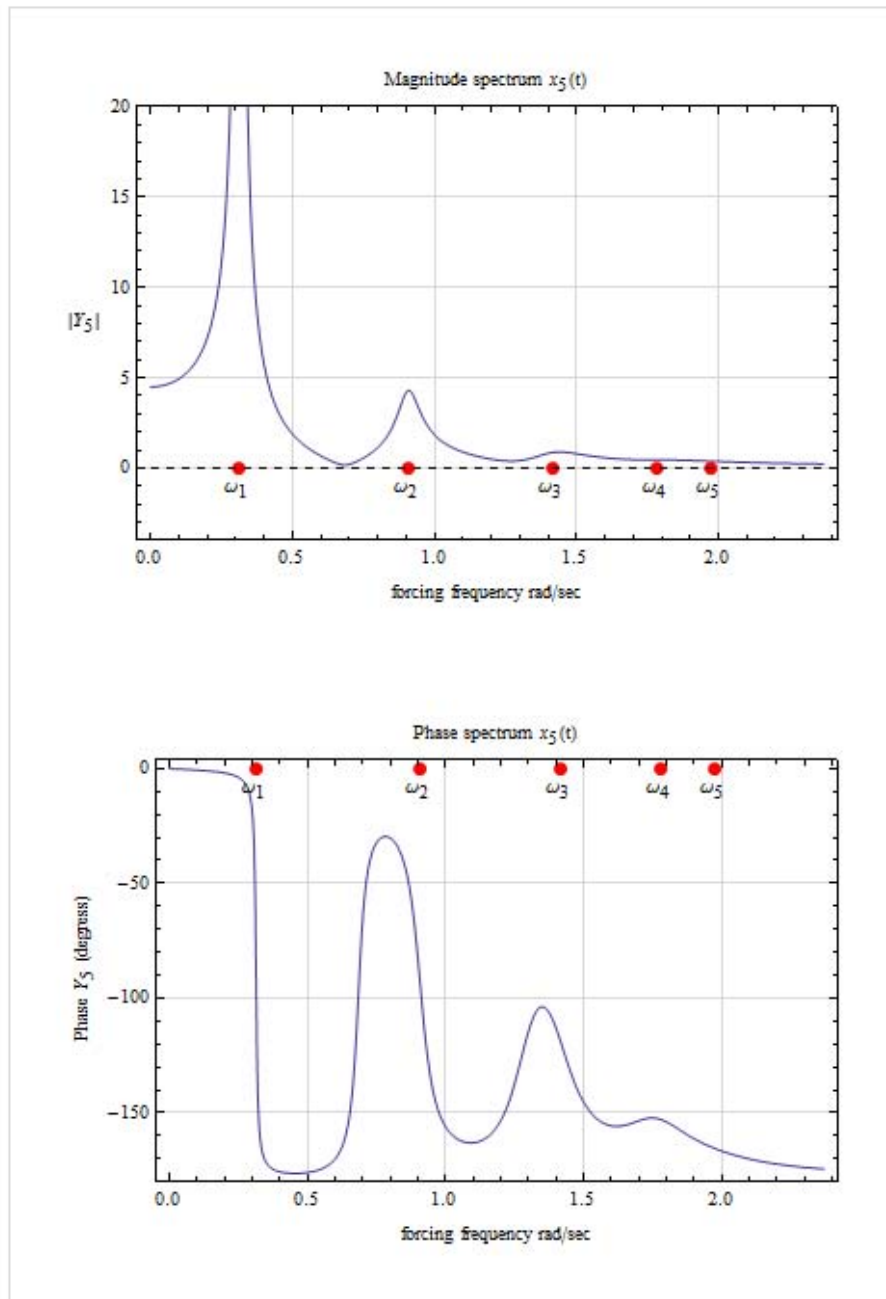 Magnitude spectrum x₅(t)
20
15
10
|Y₅|
5
0
ω₁ ω₂ ω₃ ω₄ ω₅
0.0 0.5 1.0 1.5 2.0
forcing frequency rad/sec
Phase spectrum x₅(t)
0
ω₁ ω₂ ω₃ ω₄ ω₅
−50
Phase Y₅ (degress)
−100
−150
0.0 0.5 1.0 1.5 2.0
forcing frequency rad/sec